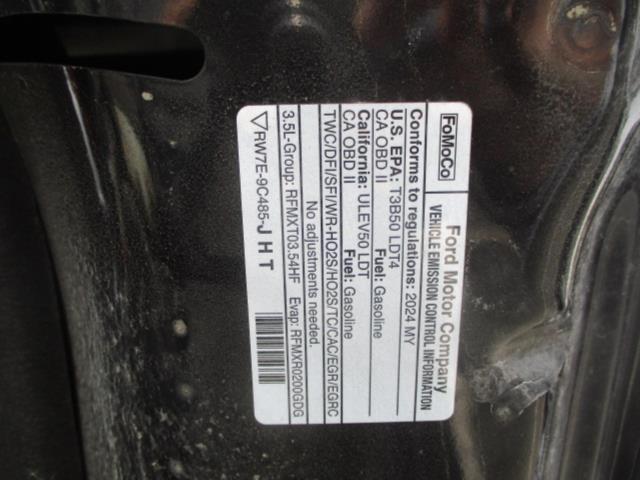 FoMoCo
Ford Motor Company
VEHICLE EMISSION CONTROL INFORMATION
Conforms to regulations: 2024 MY
U.S. EPA: T3B50 LDT4 Fuel: Gasoline
CA OBD II
California: ULEV50 LDT Fuel: Gasoline
CA OBD II
TWC/DFI/SFI/WR-HO2S/HO2S/TC/CAC/EGR/EGRC
No adjustments needed.
3.5L-Group: RFMXT03.54HF Evap: RFMXR0200GDG
▽RW7E-9C485-J H T